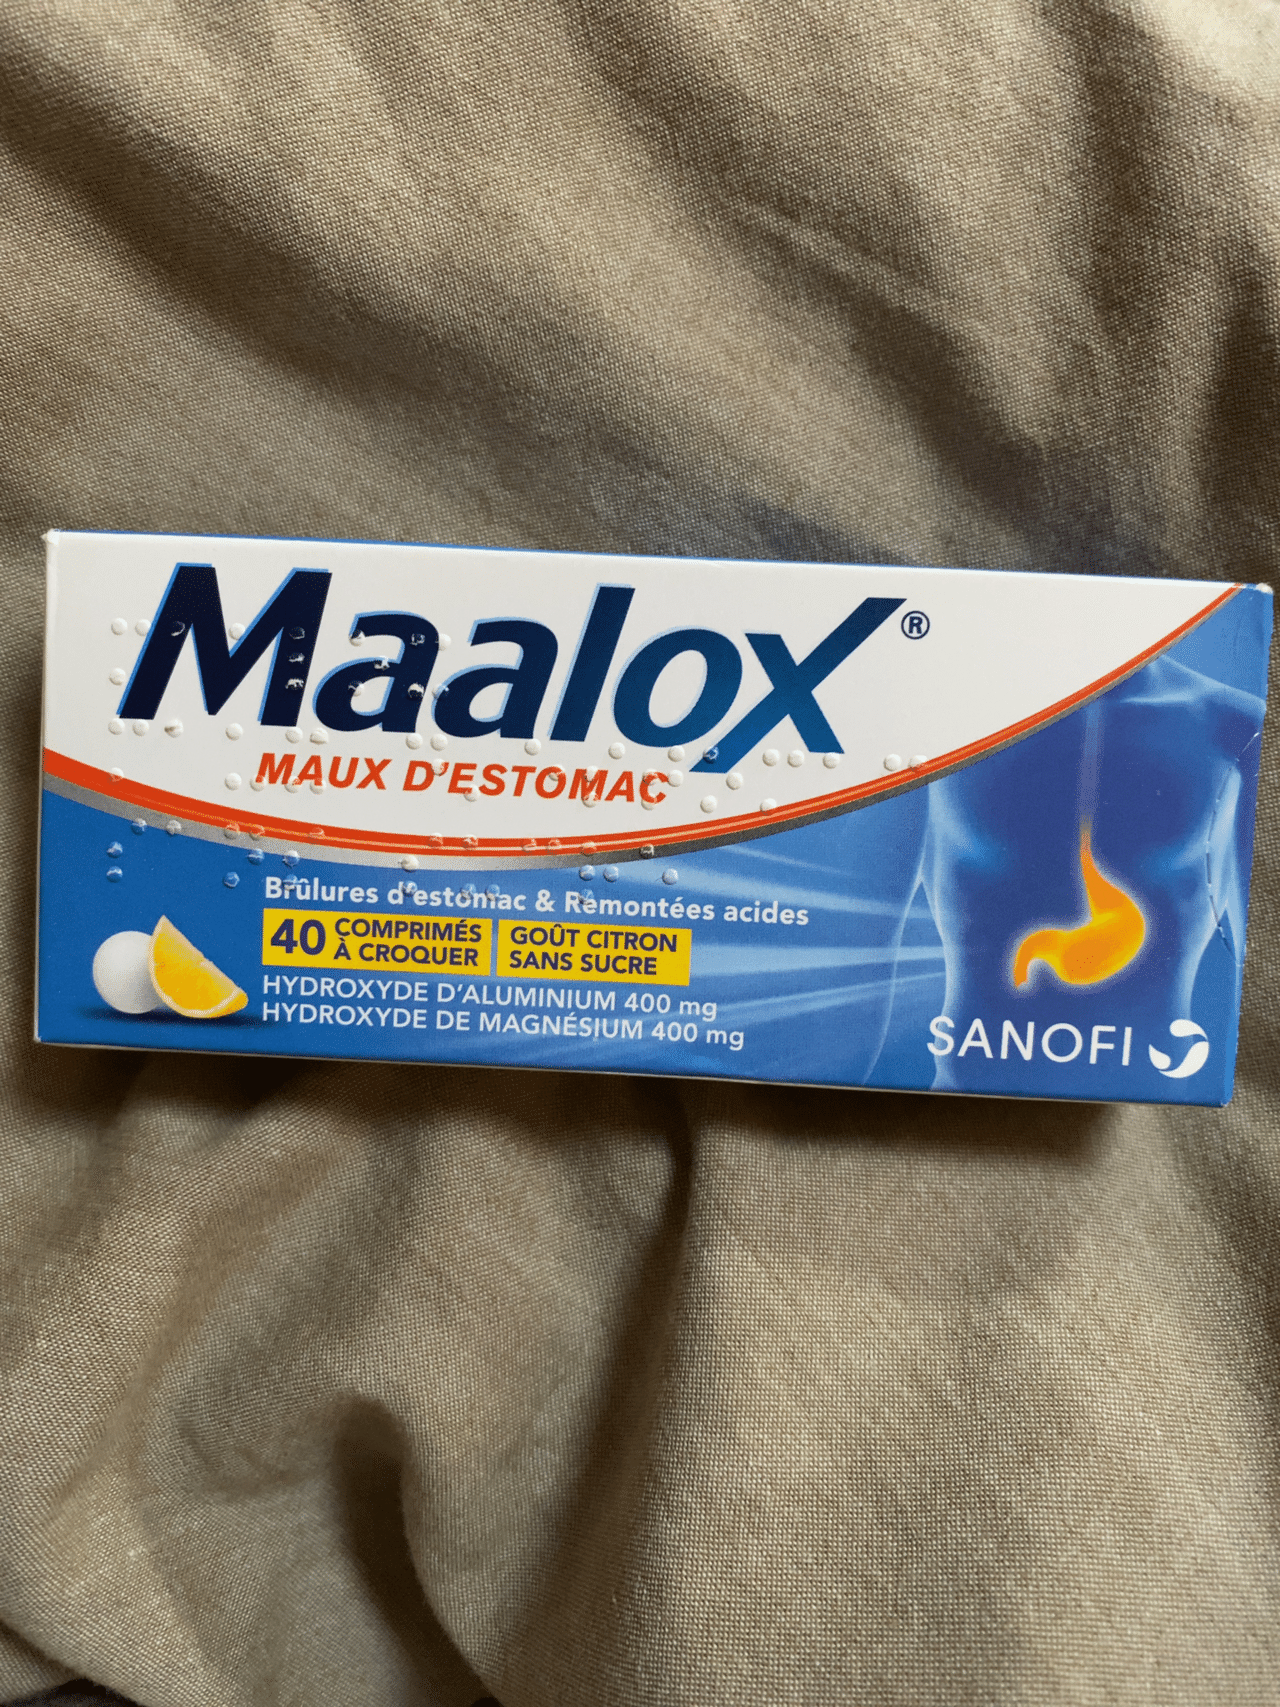 Maalox®
MAUX D'ESTOMAC
Brûlures d'estomac & Remontées acides
40 COMPRIMÉS
À CROQUER
GOÛT CITRON
SANS SUCRE
HYDROXYDE D'ALUMINIUM 400 mg
HYDROXYDE DE MAGNÉSIUM 400 mg
SANOFI